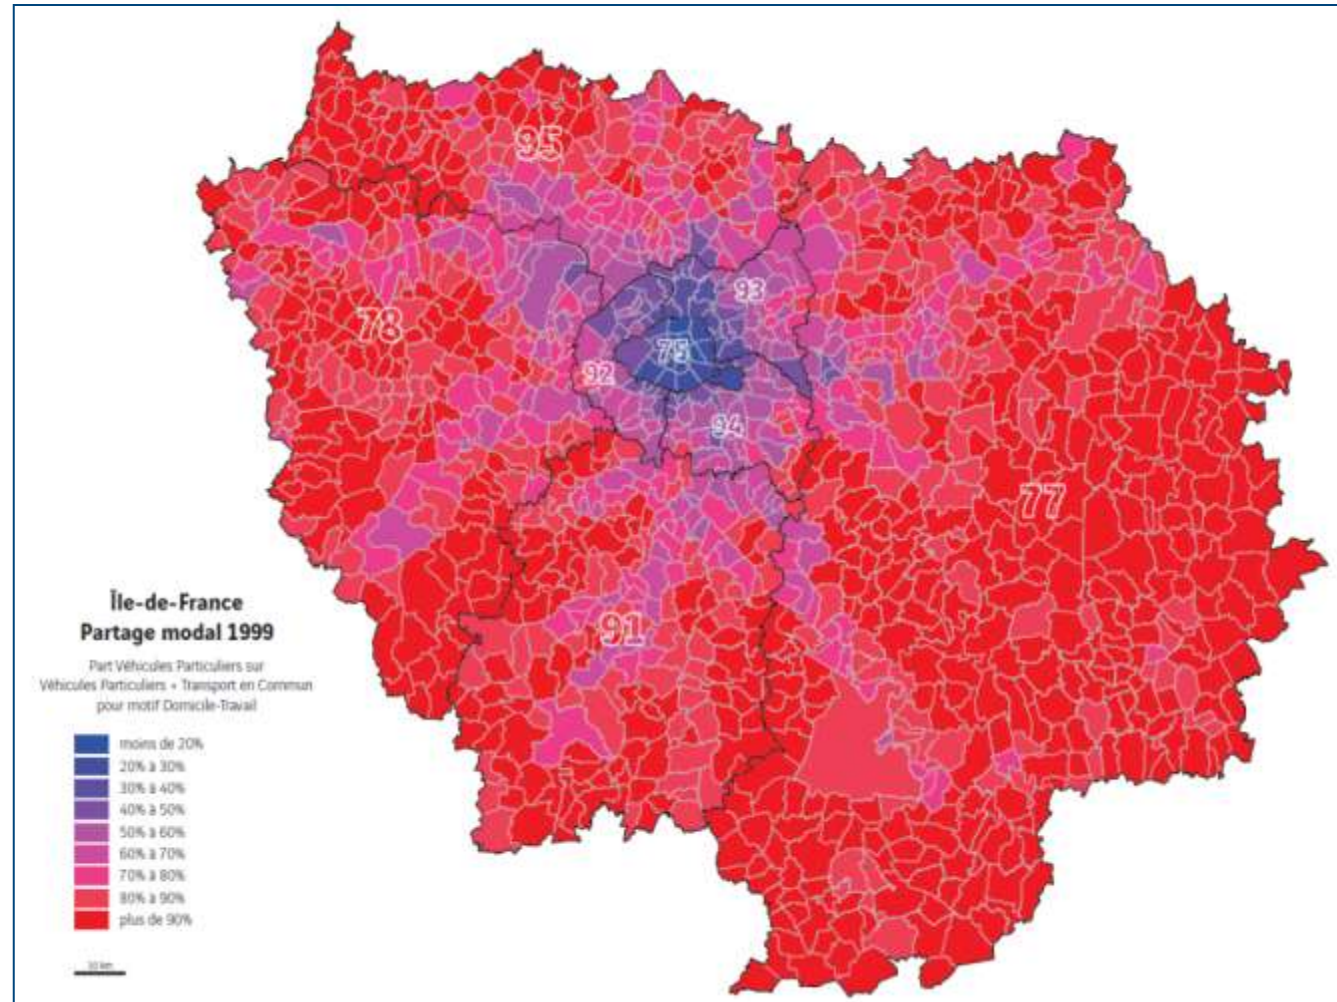 95
93
78
75
92
94
77
91
Île-de-France
Partage modal 1999
Part Véhicules Particuliers sur
Véhicules Particuliers + Transport en Commun
pour motif Domicile-Travail
moins de 20%
20% à 30%
30% à 40%
40% à 50%
50% à 60%
60% à 70%
70% à 80%
80% à 90%
plus de 90%
10 km